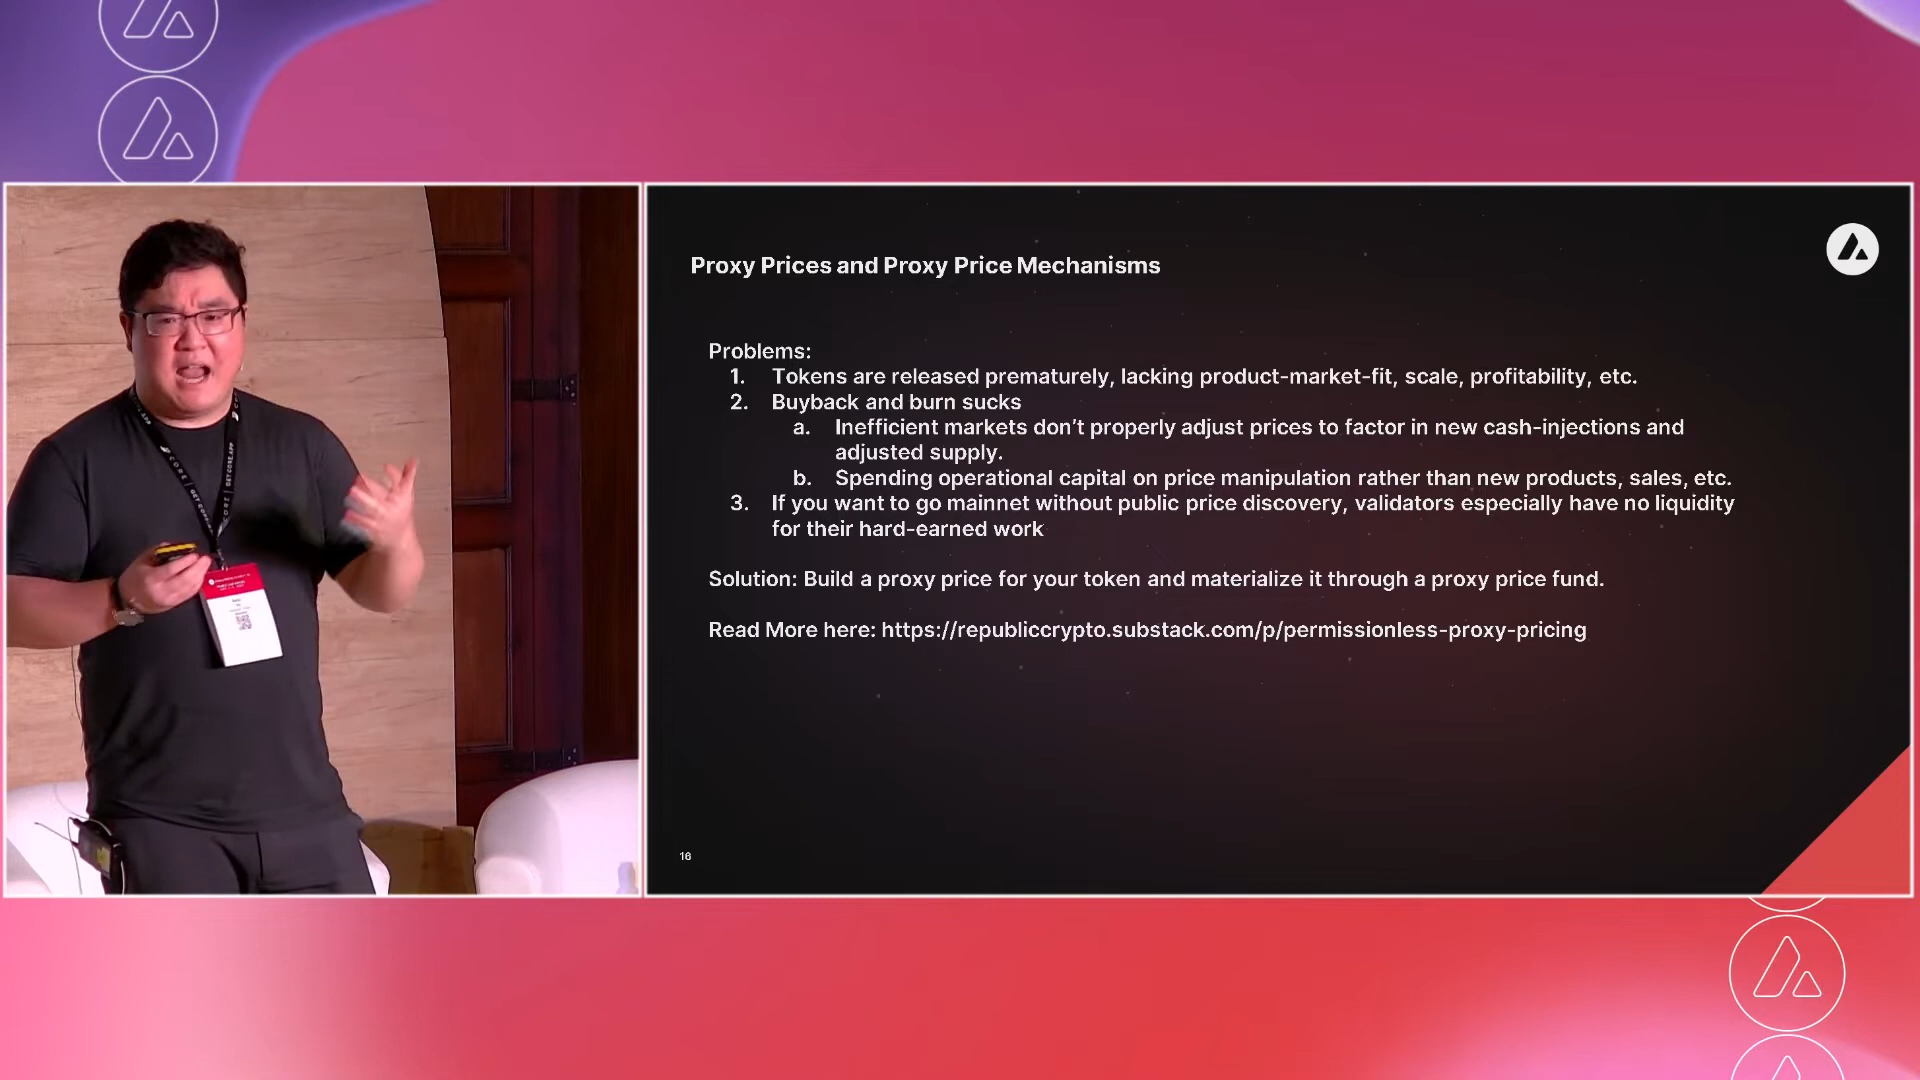 Proxy Prices and Proxy Price Mechanisms
Problems:
1. Tokens are released prematurely, lacking product-market-fit, scale, profitability, etc.
2. Buyback and burn sucks
a. Inefficient markets don't properly adjust prices to factor in new cash-injections and
adjusted supply.
b. Spending operational capital on price manipulation rather than new products, sales, etc.
3. If you want to go mainnet without public price discovery, validators especially have no liquidity
for their hard-earned work
Solution: Build a proxy price for your token and materialize it through a proxy price fund.
Read More here: https://republiccrypto.substack.com/p/permissionless-proxy-pricing
16
CORE
GET CORE.APP